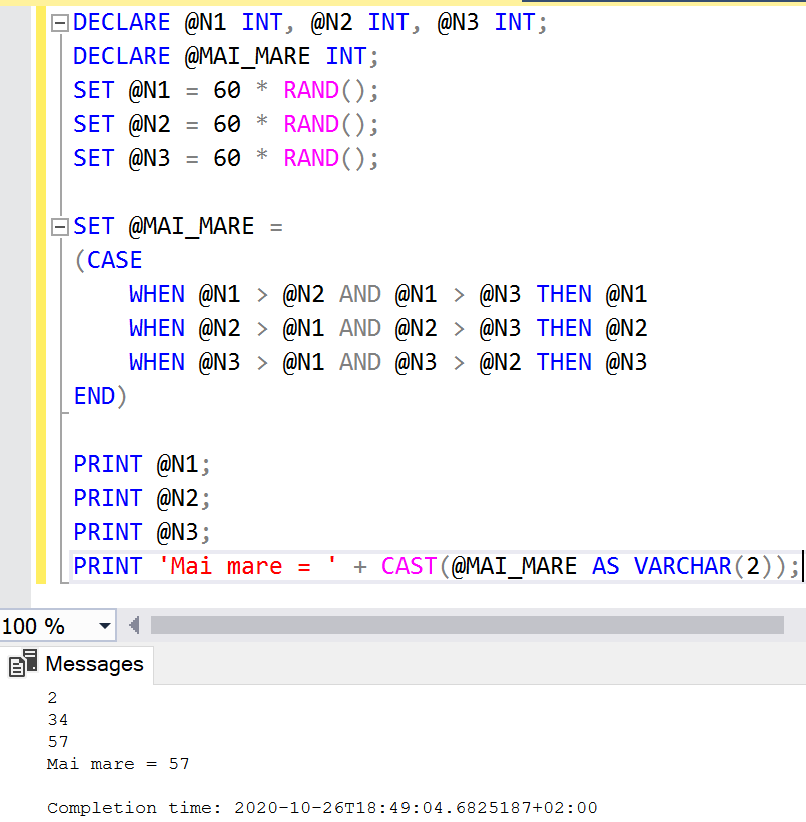 DECLARE @N1 INT, @N2 INT, @N3 INT;
DECLARE @MAI_MARE INT;
SET @N1 = 60 * RAND();
SET @N2 = 60 * RAND();
SET @N3 = 60 * RAND();
SET @MAI_MARE =
(CASE
    WHEN @N1 > @N2 AND @N1 > @N3 THEN @N1
    WHEN @N2 > @N1 AND @N2 > @N3 THEN @N2
    WHEN @N3 > @N1 AND @N3 > @N2 THEN @N3
END)
PRINT @N1;
PRINT @N2;
PRINT @N3;
PRINT 'Mai mare = ' + CAST(@MAI_MARE AS VARCHAR(2));
100 %
Messages
2
34
57
Mai mare = 57
Completion time: 2020-10-26T18:49:04.6825187+02:00